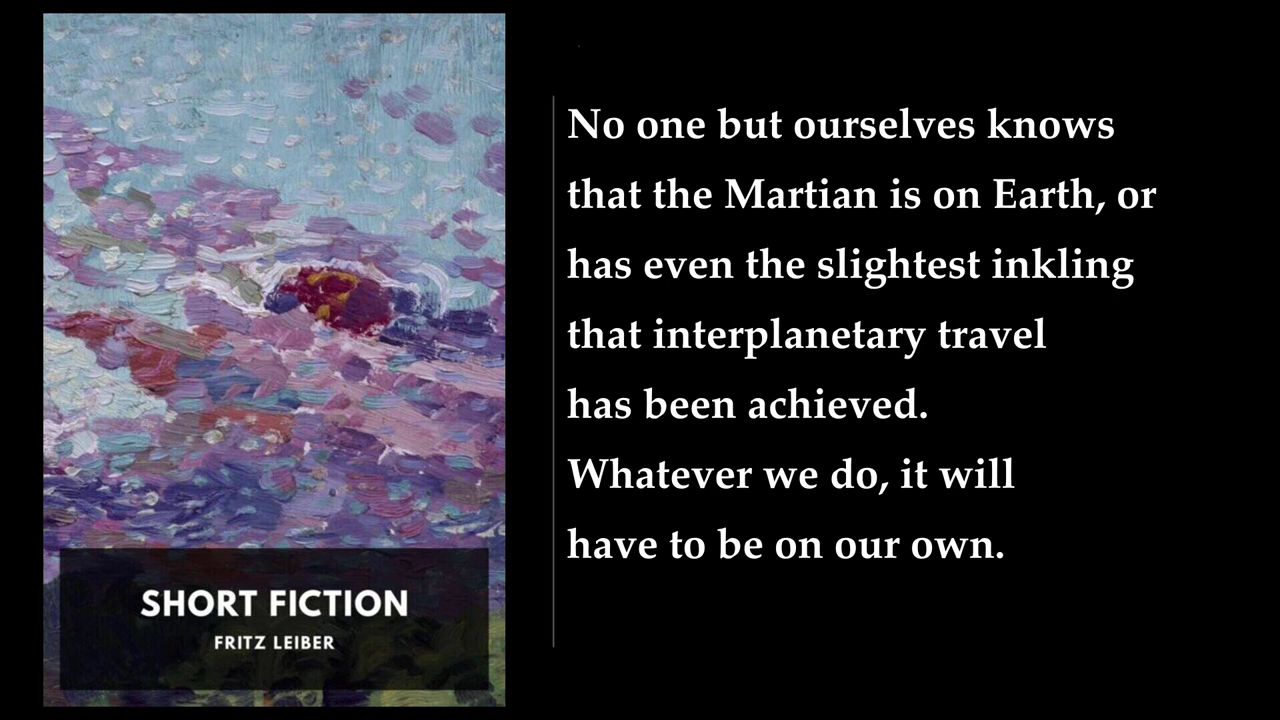 SHORT FICTION
FRITZ LEIBER
No one but ourselves knows
that the Martian is on Earth, or
has even the slightest inkling
that interplanetary travel
has been achieved.
Whatever we do, it will
have to be on our own.